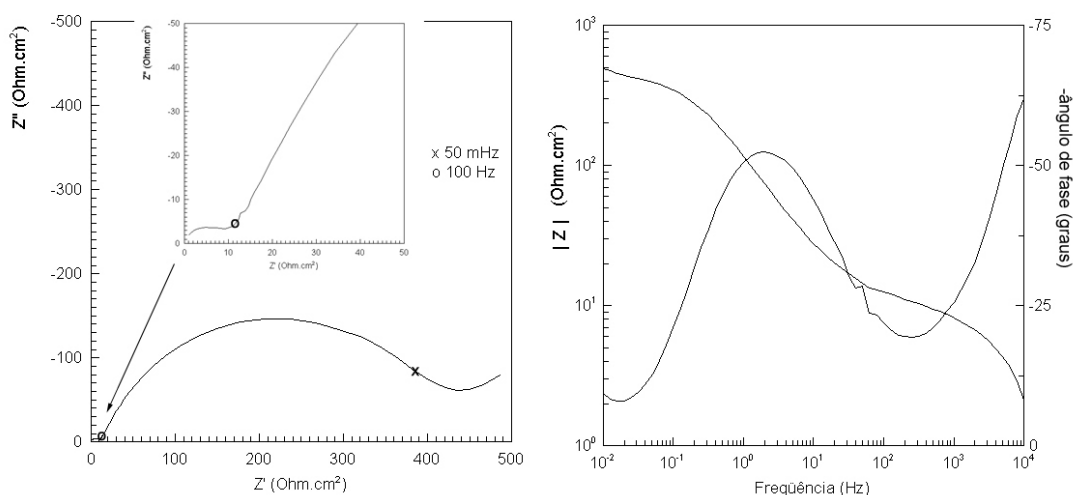 -500
-400
-300
-200
-100
0
Z" (Ohm.cm²)
0 100 200 300 400 500
Z' (Ohm.cm²)
-50
-40
-30
-20
-10
0
Z" (Ohm.cm²)
0 10 20 30 40 50
Z' (Ohm.cm²)
o
x 50 mHz
o 100 Hz
x
o
10³
10²
10¹
10⁰
| Z | (Ohm.cm²)
10⁻² 10⁻¹ 10⁰ 10¹ 10² 10³ 10⁴
Freqüência (Hz)
-75
-50
-25
0
-ângulo de fase (graus)